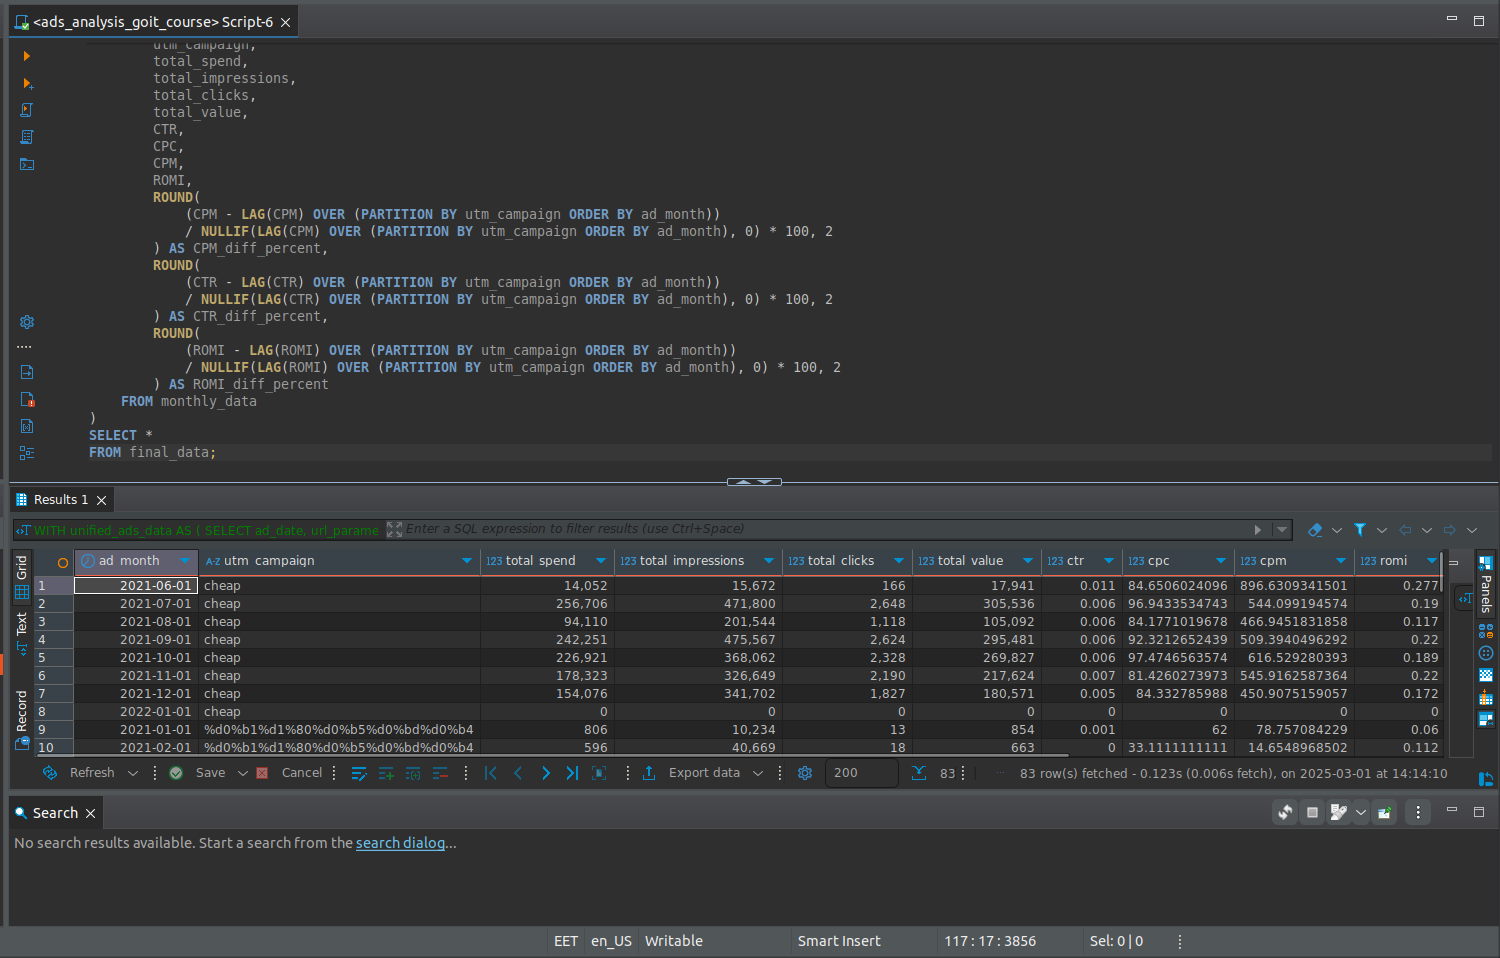 <ads_analysis_goit_course> Script-6
utm_campaign,
total_spend,
total_impressions,
total_clicks,
total_value,
CTR,
CPC,
CPM,
ROMI,
ROUND(
(CPM - LAG(CPM) OVER (PARTITION BY utm_campaign ORDER BY ad_month))
/ NULLIF(LAG(CPM) OVER (PARTITION BY utm_campaign ORDER BY ad_month), 0) * 100, 2
) AS CPM_diff_percent,
ROUND(
(CTR - LAG(CTR) OVER (PARTITION BY utm_campaign ORDER BY ad_month))
/ NULLIF(LAG(CTR) OVER (PARTITION BY utm_campaign ORDER BY ad_month), 0) * 100, 2
) AS CTR_diff_percent,
ROUND(
(ROMI - LAG(ROMI) OVER (PARTITION BY utm_campaign ORDER BY ad_month))
/ NULLIF(LAG(ROMI) OVER (PARTITION BY utm_campaign ORDER BY ad_month), 0) * 100, 2
) AS ROMI_diff_percent
FROM monthly_data
)
SELECT *
FROM final_data;
Results 1
WITH unified_ads_data AS ( SELECT ad_date, url_parame Enter a SQL expression to filter results (use Ctrl+Space)
Grid
Text
Record
Panels
ad_month A-Z utm_campaign 123 total_spend 123 total_impressions 123 total_clicks 123 total_value 123 ctr 123 cpc 123 cpm 123 romi
1 2021-06-01 cheap 14,052 15,672 166 17,941 0.011 84.6506024096 896.6309341501 0.277
2 2021-07-01 cheap 256,706 471,800 2,648 305,536 0.006 96.9433534743 544.099194574 0.19
3 2021-08-01 cheap 94,110 201,544 1,118 105,092 0.006 84.1771019678 466.9451831858 0.117
4 2021-09-01 cheap 242,251 475,567 2,624 295,481 0.006 92.3212652439 509.3940496292 0.22
5 2021-10-01 cheap 226,921 368,062 2,328 269,827 0.006 97.4746563574 616.529280393 0.189
6 2021-11-01 cheap 178,323 326,649 2,190 217,624 0.007 81.4260273973 545.9162587364 0.22
7 2021-12-01 cheap 154,076 341,702 1,827 180,571 0.005 84.332785988 450.9075159057 0.172
8 2022-01-01 cheap 0 0 0 0 0 0 0 0
9 2021-01-01 %d0%b1%d1%80%d0%b5%d0%bd%d0%b4 806 10,234 13 854 0.001 62 78.757084229 0.06
10 2021-02-01 %d0%b1%d1%80%d0%b5%d0%bd%d0%b4 596 40,669 18 663 0 33.1111111111 14.6548968502 0.112
Refresh Save Cancel Export data 200 83 83 row(s) fetched - 0.123s (0.006s fetch), on 2025-03-01 at 14:14:10
Search
No search results available. Start a search from the search dialog...
EET en_US Writable Smart Insert 117 : 17 : 3856 Sel: 0 | 0